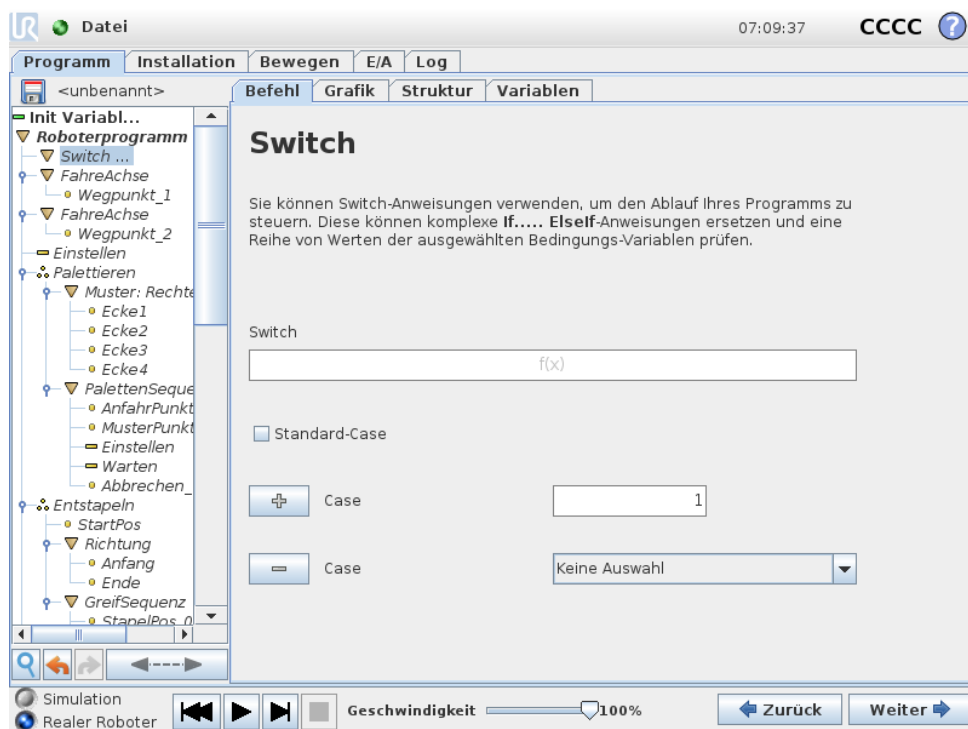 UR Datei 07:09:37 CCCC ?
Programm Installation Bewegen E/A Log
<unbenannt> Befehl Grafik Struktur Variablen
Init Variabl...
Roboterprogramm
Switch ...
FahreAchse
Wegpunkt_1
FahreAchse
Wegpunkt_2
Einstellen
Palettieren
Muster: Rechte
Ecke1
Ecke2
Ecke3
Ecke4
PalettenSeque
AnfahrPunkt
MusterPunkt
Einstellen
Warten
Abbrechen_
Entstapeln
StartPos
Richtung
Anfang
Ende
GreifSequenz
StapelPos_0
Switch
Sie können Switch-Anweisungen verwenden, um den Ablauf Ihres Programms zu
steuern. Diese können komplexe If..... ElseIf-Anweisungen ersetzen und eine
Reihe von Werten der ausgewählten Bedingungs-Variablen prüfen.
Switch
f(x)
Standard-Case
Case 1
Case Keine Auswahl
Simulation
Realer Roboter
Geschwindigkeit 100%
Zurück Weiter